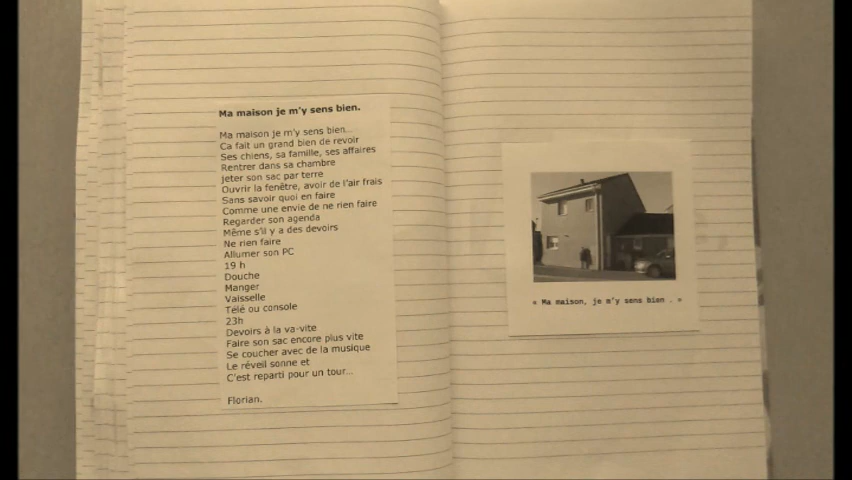 Ma maison je m'y sens bien.
Ma maison je m'y sens bien...
Ca fait un grand bien de revoir
Ses chiens, sa famille, ses affaires
Rentrer dans sa chambre
Jeter son sac par terre
Ouvrir la fenêtre, avoir de l'air frais
Sans savoir quoi en faire
Comme une envie de ne rien faire
Regarder son agenda
Même s'il y a des devoirs
Ne rien faire
Allumer son PC
19 h
Douche
Manger
Vaisselle
Télé ou console
23h
Devoirs à la va-vite
Faire son sac encore plus vite
Se coucher avec de la musique
Le réveil sonne et
C'est reparti pour un tour...
Florian.
« Ma maison, je m'y sens bien . »